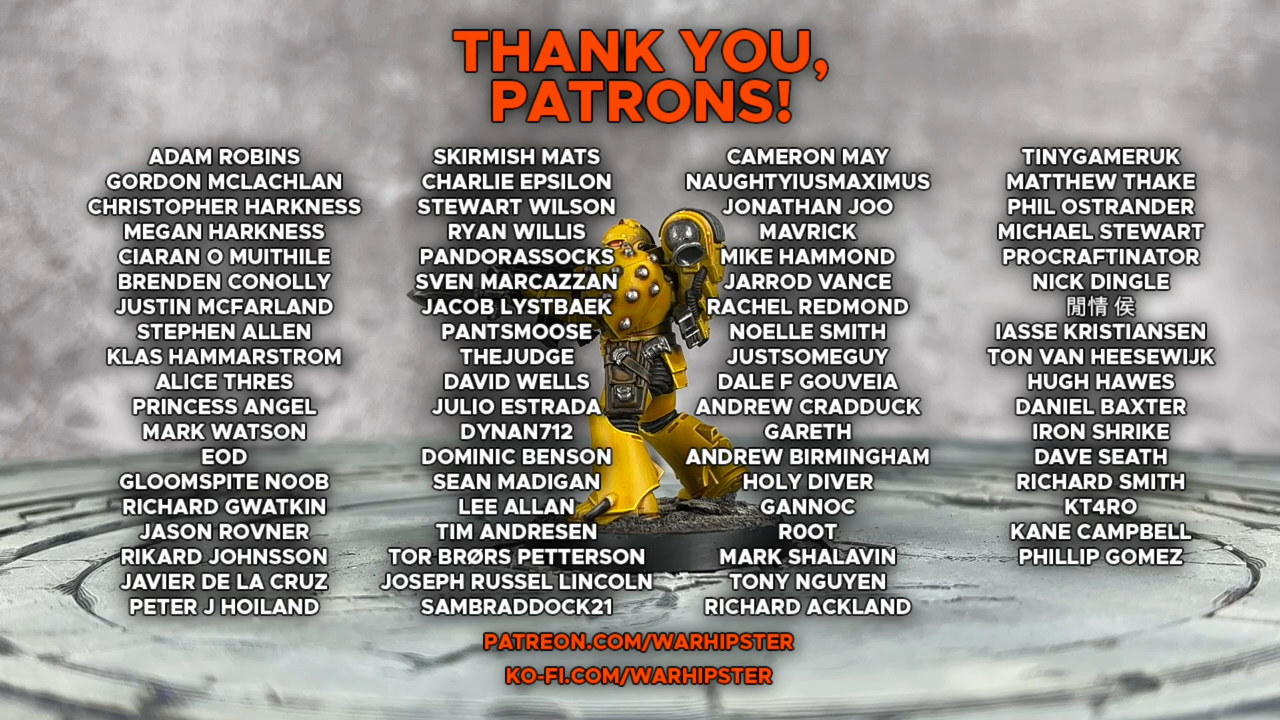 THANK YOU,
PATRONS!
ADAM ROBINS
GORDON MCLACHLAN
CHRISTOPHER HARKNESS
MEGAN HARKNESS
CIARAN O MUITHILE
BRENDEN CONOLLY
JUSTIN MCFARLAND
STEPHEN ALLEN
KLAS HAMMARSTROM
ALICE THRES
PRINCESS ANGEL
MARK WATSON
EOD
GLOOMSPITE NOOB
RICHARD GWATKIN
JASON ROVNER
RIKARD JOHNSSON
JAVIER DE LA CRUZ
PETER J HOILAND
SKIRMISH MATS
CHARLIE EPSILON
STEWART WILSON
RYAN WILLIS
PANDORASSOCKS
SVEN MARCAZZAN
JACOB LYSTBAEK
PANTSMOOSE
THEJUDGE
DAVID WELLS
JULIO ESTRADA
DYNAN712
DOMINIC BENSON
SEAN MADIGAN
LEE ALLAN
TIM ANDRESEN
TOR BRØRS PETTERSON
JOSEPH RUSSEL LINCOLN
SAMBRADDOCK21
CAMERON MAY
NAUGHTYIUSMAXIMUS
JONATHAN JOO
MAVRICK
MIKE HAMMOND
JARROD VANCE
RACHEL REDMOND
NOELLE SMITH
JUSTSOMEGUY
DALE F GOUVEIA
ANDREW CRADDUCK
GARETH
ANDREW BIRMINGHAM
HOLY DIVER
GANNOC
R0OT
MARK SHALAVIN
TONY NGUYEN
RICHARD ACKLAND
TINYGAMERUK
MATTHEW THAKE
PHIL OSTRANDER
MICHAEL STEWART
PROCRAFTINATOR
NICK DINGLE
閒情 侯
IASSE KRISTIANSEN
TON VAN HEESEWIJK
HUGH HAWES
DANIEL BAXTER
IRON SHRIKE
DAVE SEATH
RICHARD SMITH
KT4RO
KANE CAMPBELL
PHILLIP GOMEZ
PATREON.COM/WARHIPSTER
KO-FI.COM/WARHIPSTER